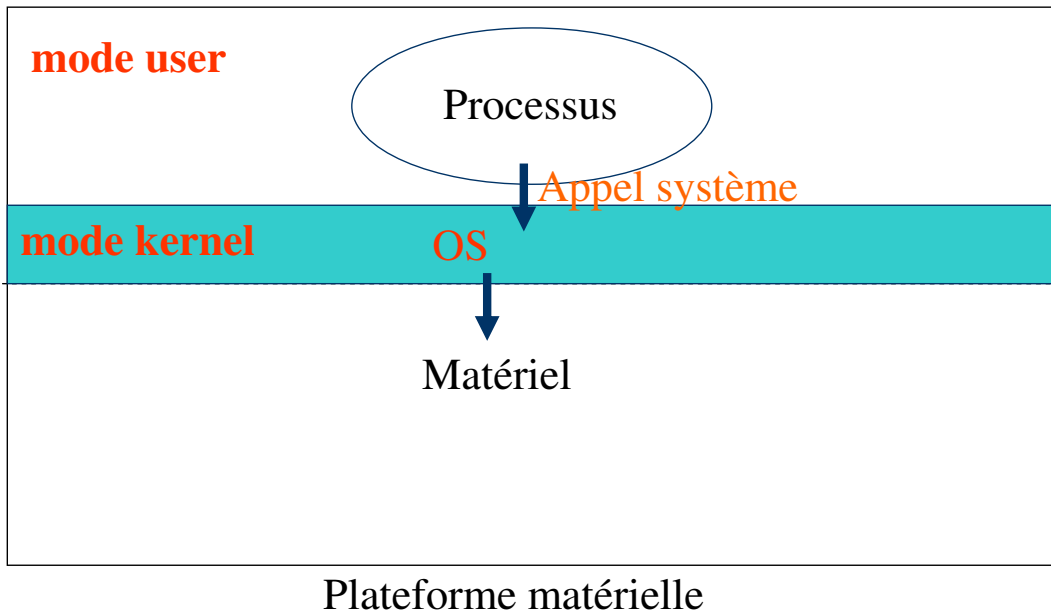 mode user
Processus
Appel système
mode kernel
OS
Matériel
Plateforme matérielle